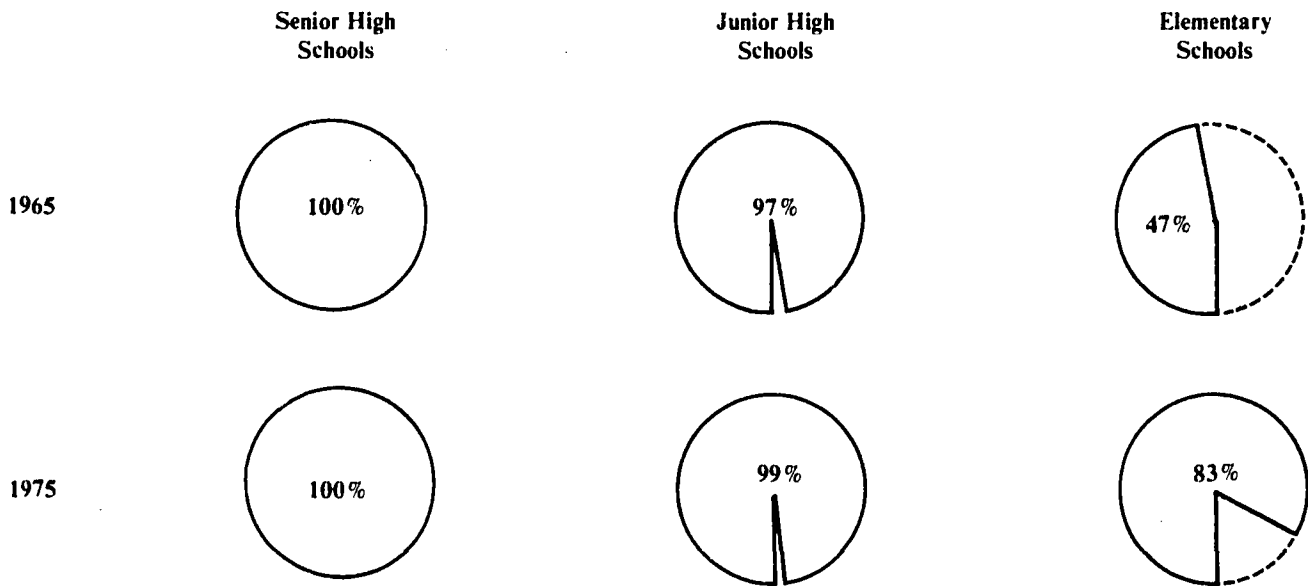 Senior High
Schools
Junior High
Schools
Elementary
Schools
1965
100%
97%
47%
1975
100%
99%
83%